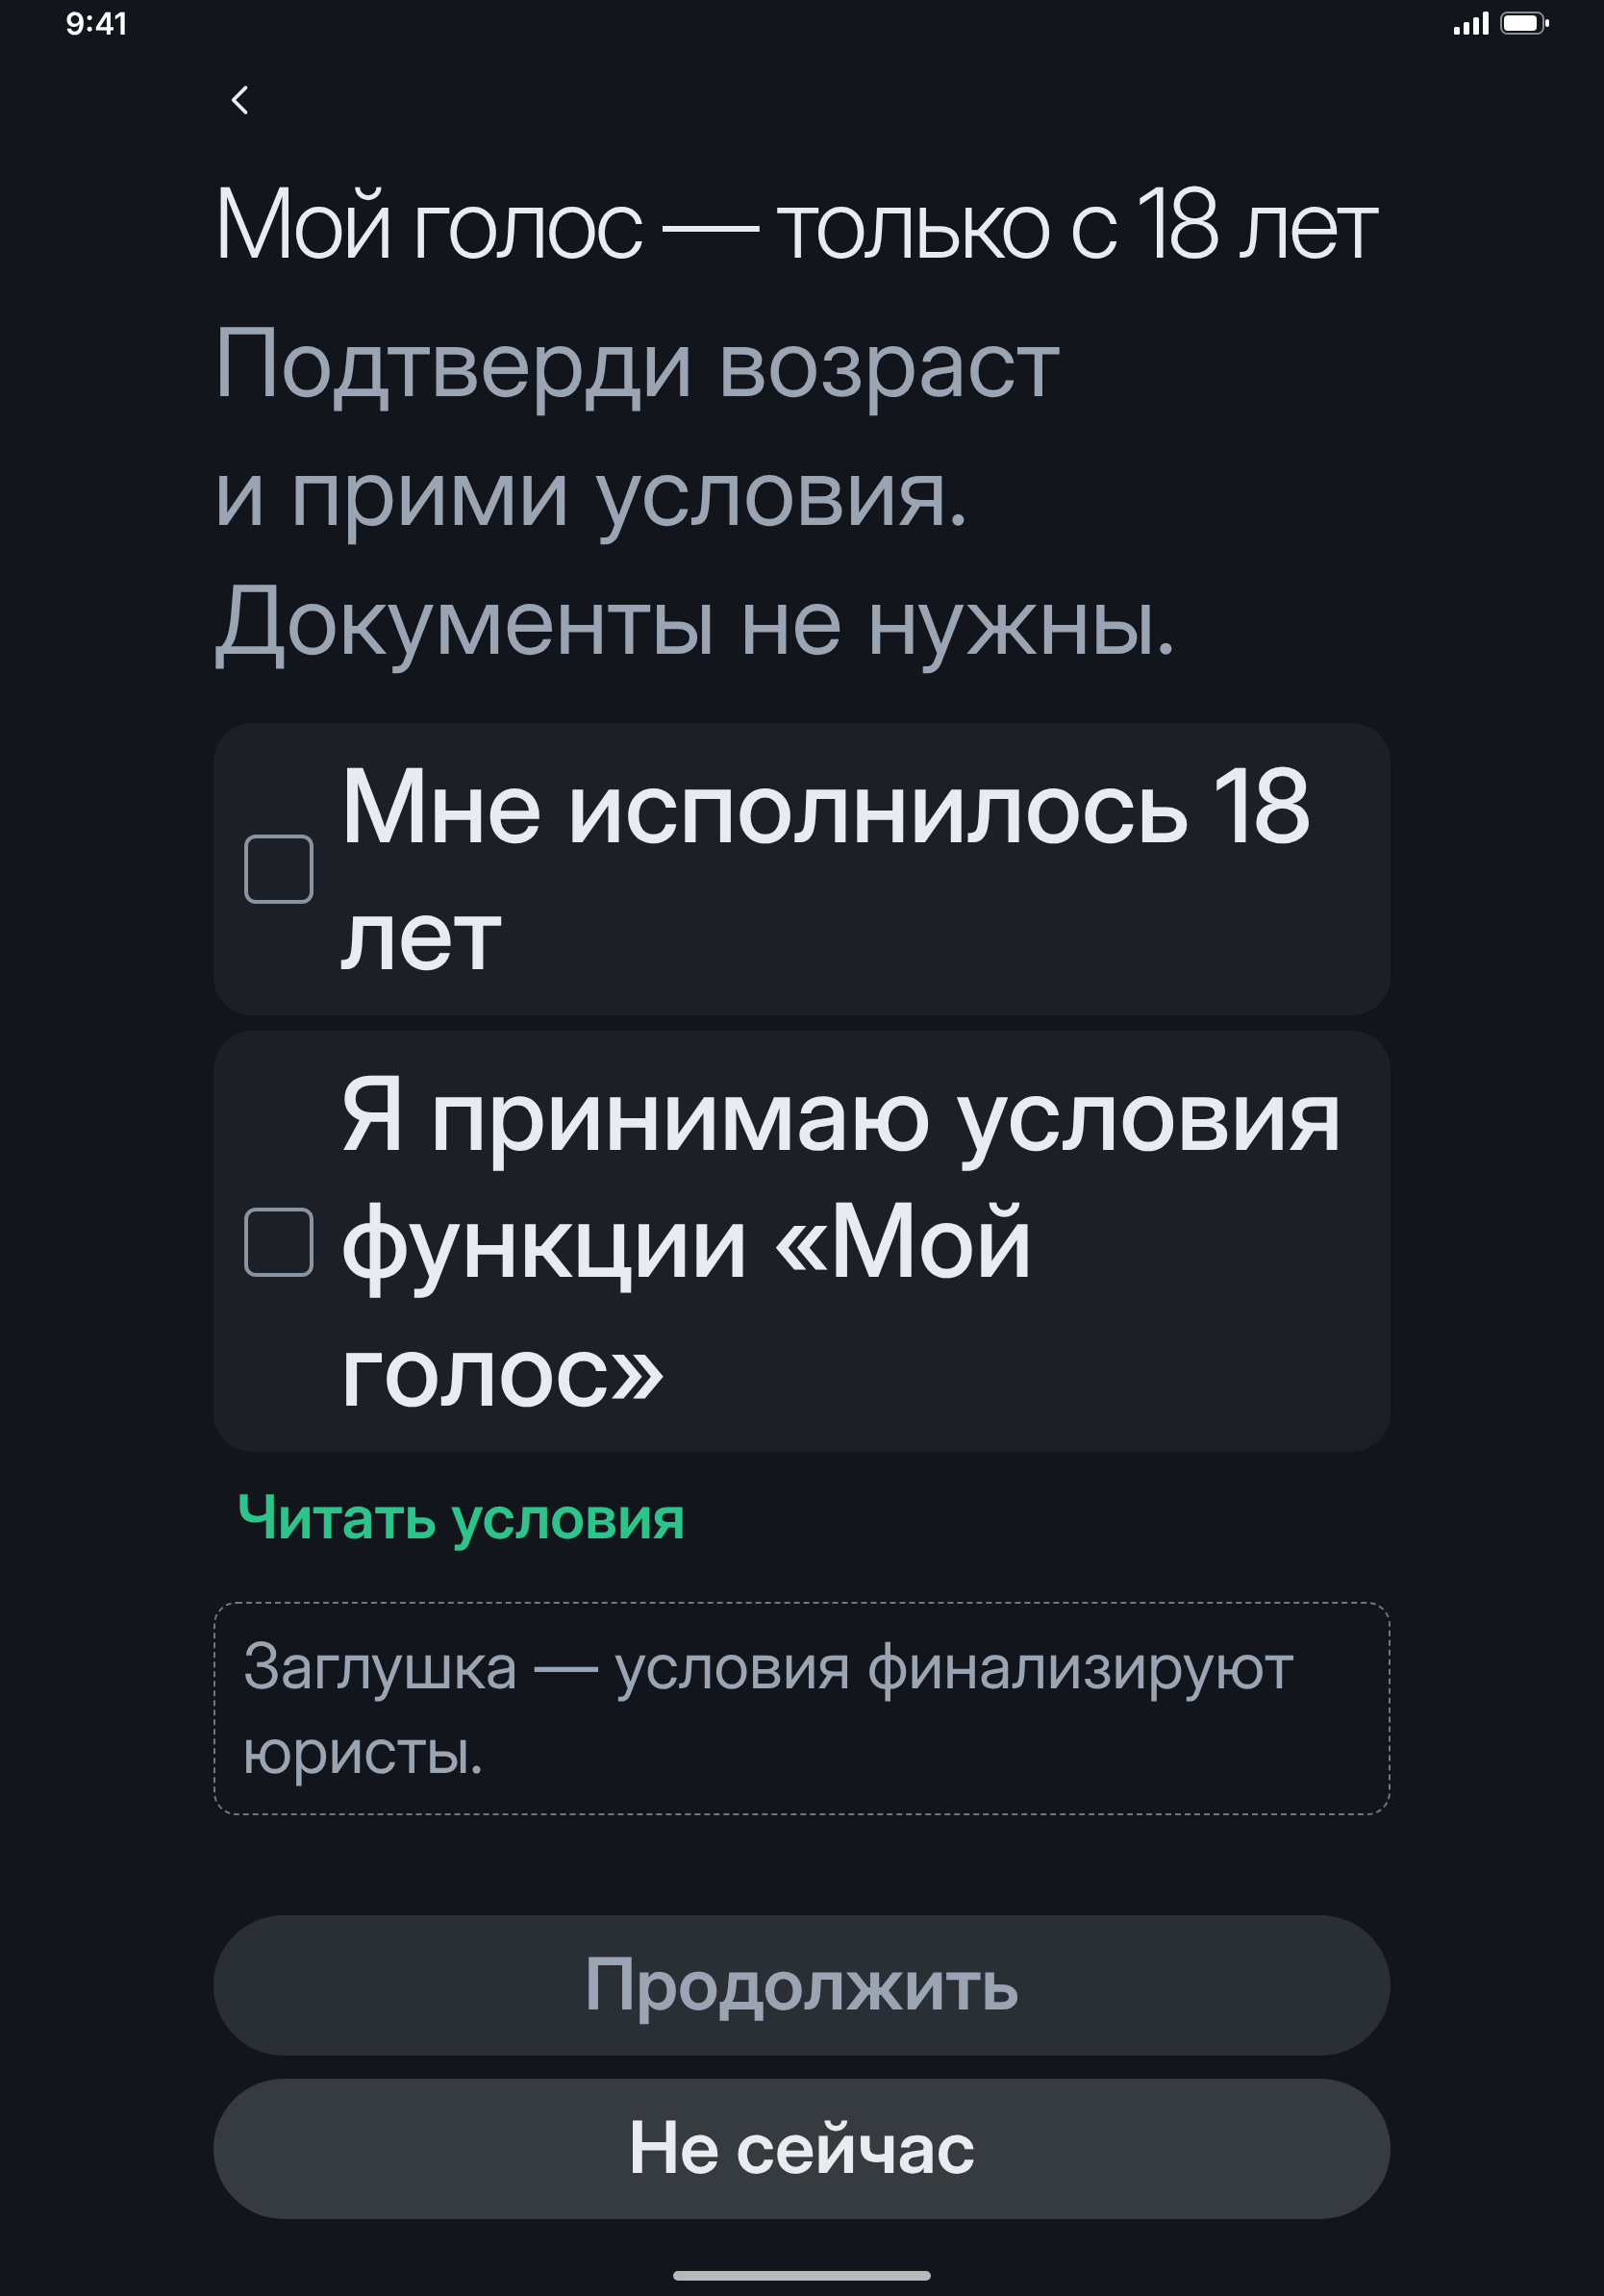 9:41
Мой голос — только с 18 лет
Подтверди возраст
и прими условия.
Документы не нужны.
Мне исполнилось 18
лет
Я принимаю условия
функции «Мой
голос»
Читать условия
Заглушка — условия финализируют
юристы.
Продолжить
Не сейчас